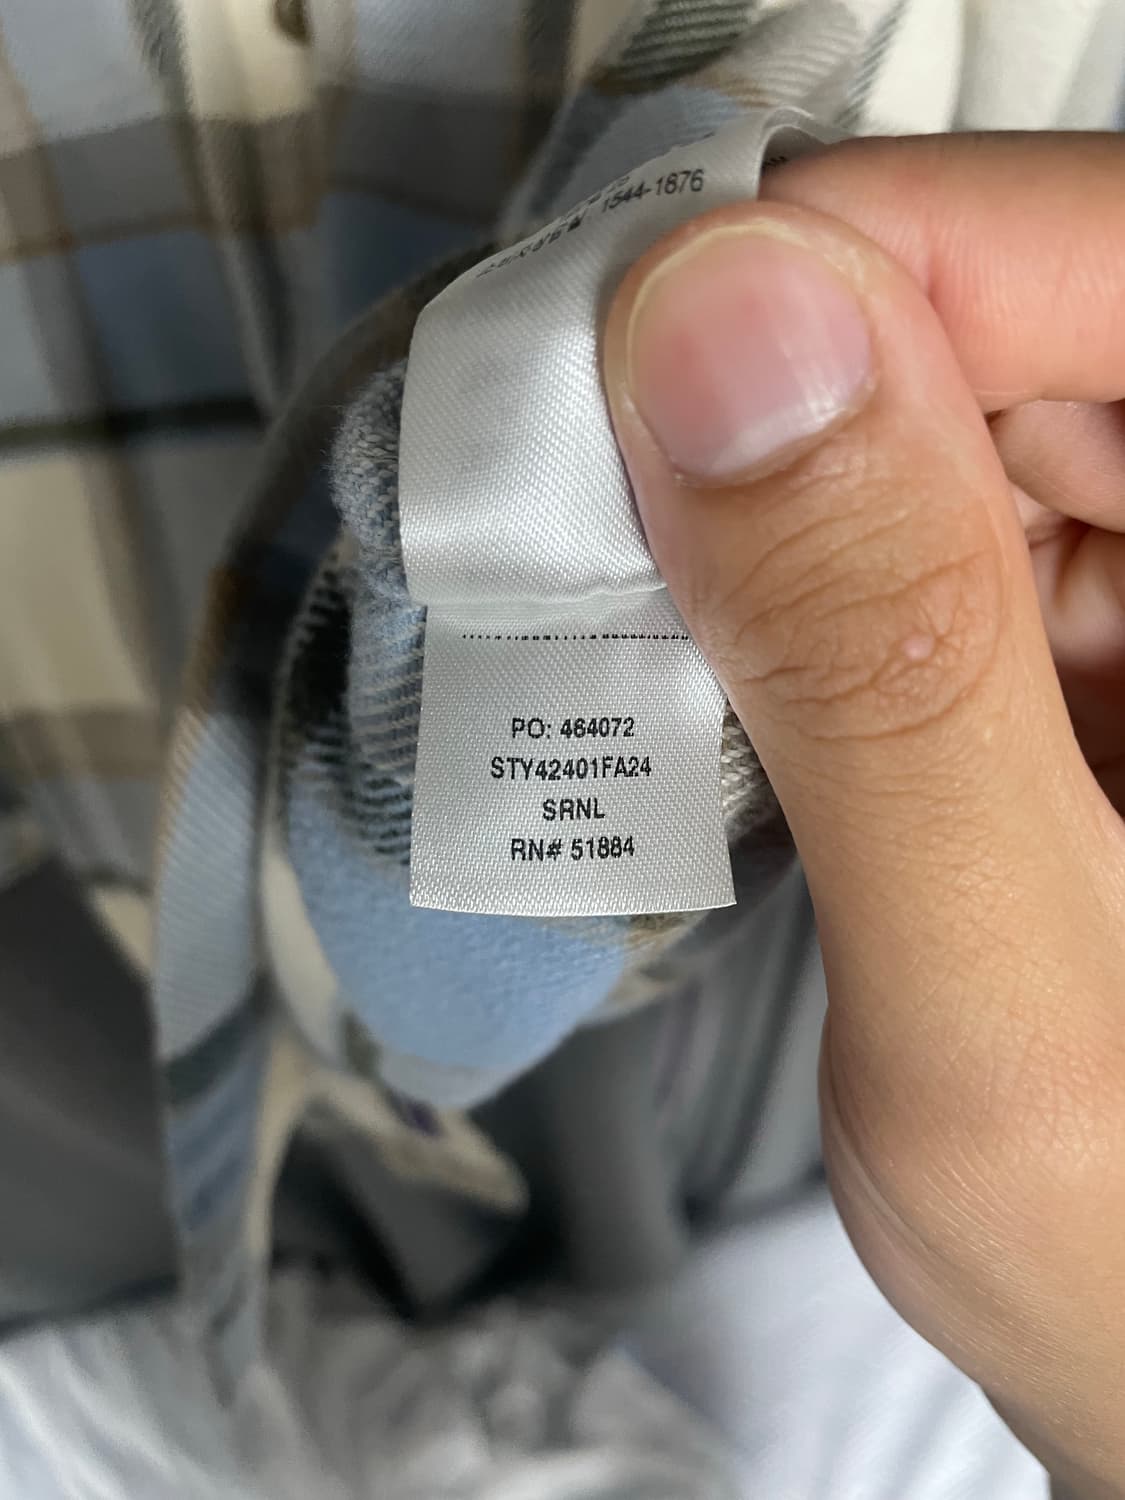 1544-1876
PO: 464072
STY42401FA24
SRNL
RN# 51884